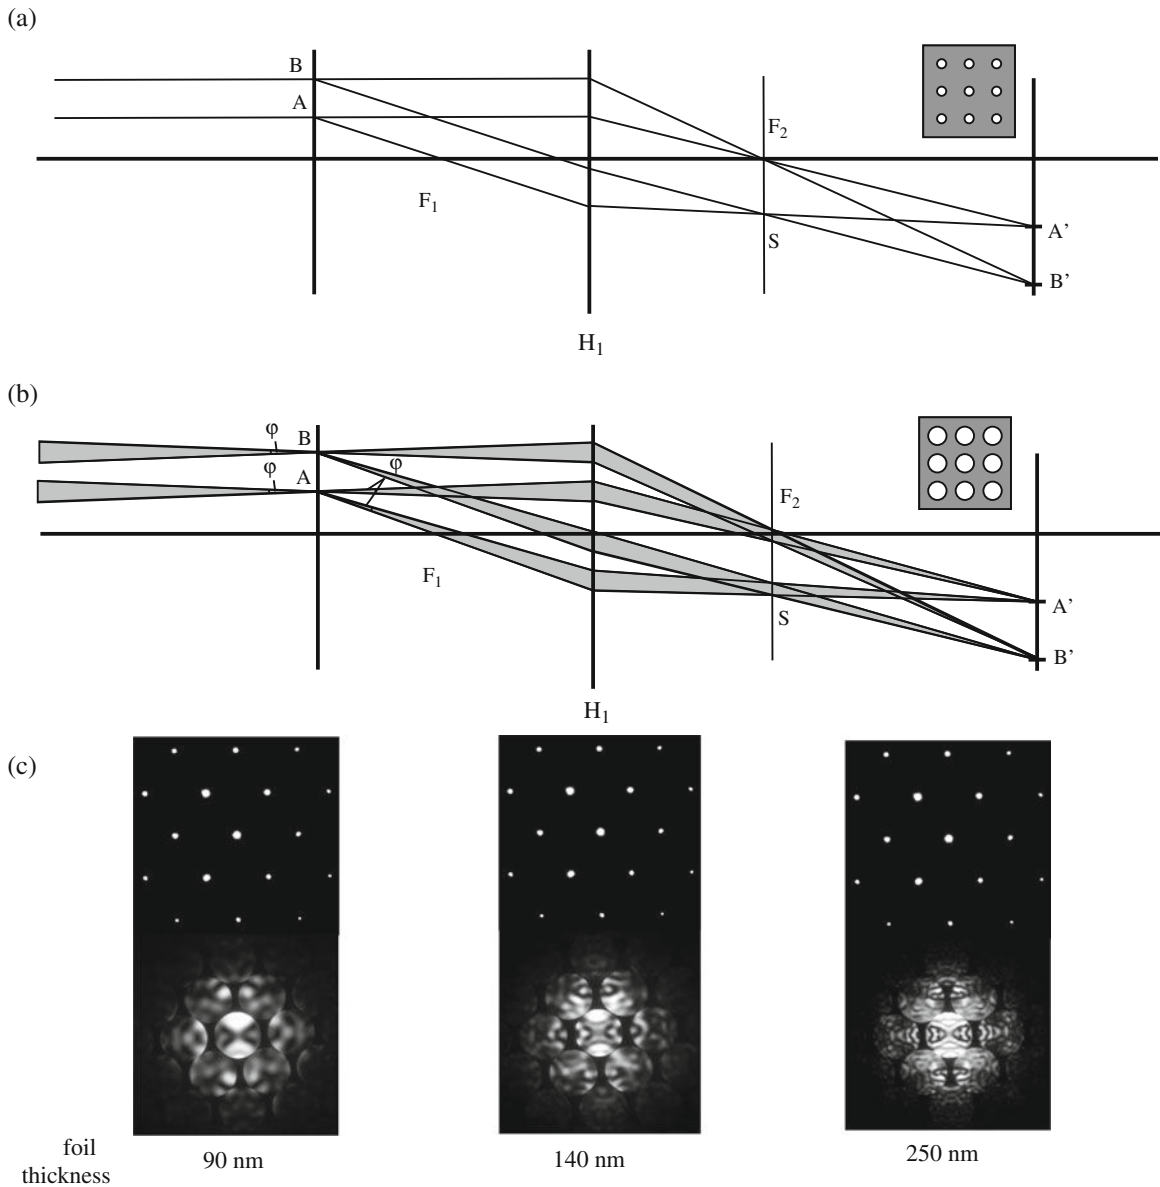 (a)
B
A
F₂
F₁
S
A’
B’
H₁
(b)
φ
B
φ
A
φ
F₂
F₁
S
A’
B’
H₁
(c)
foil thickness
90 nm
140 nm
250 nm